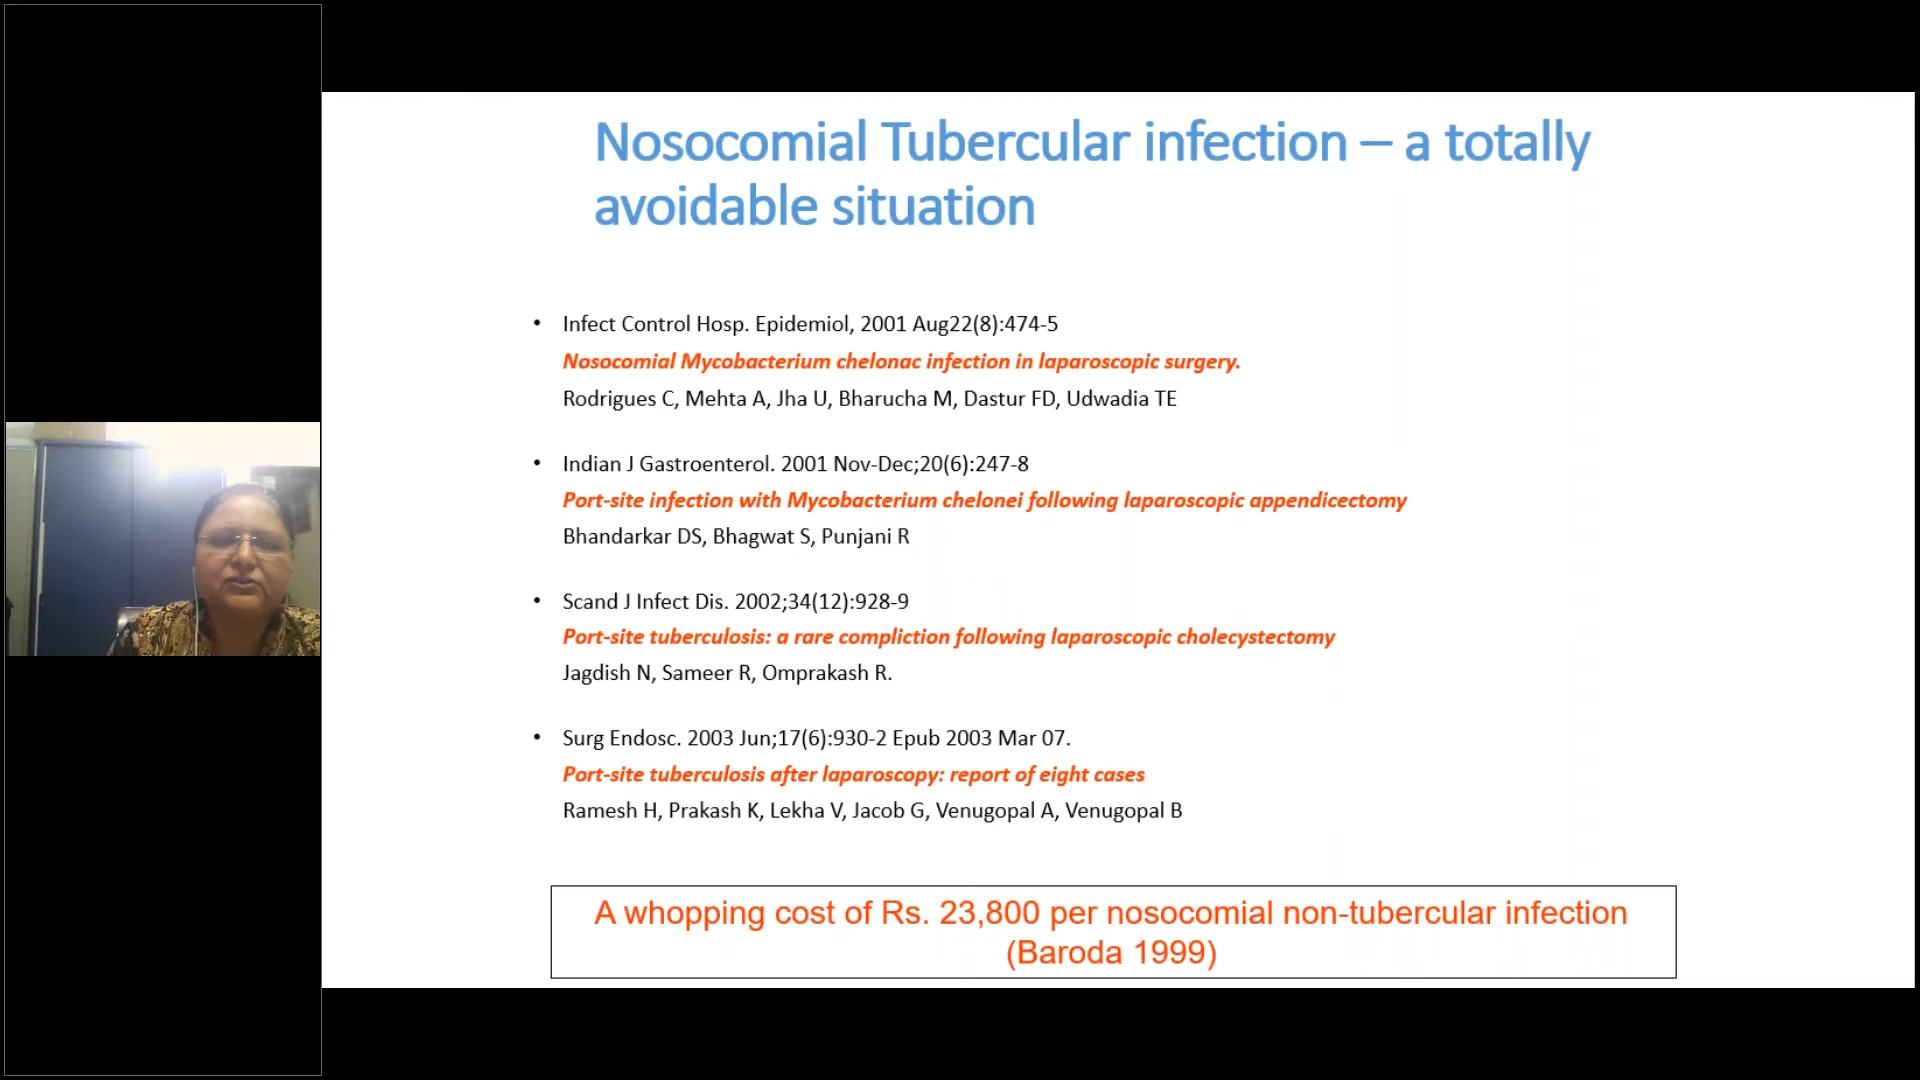 Nosocomial Tubercular infection – a totally
avoidable situation
• Infect Control Hosp. Epidemiol, 2001 Aug22(8):474-5
Nosocomial Mycobacterium chelonac infection in laparoscopic surgery.
Rodrigues C, Mehta A, Jha U, Bharucha M, Dastur FD, Udwadia TE
• Indian J Gastroenterol. 2001 Nov-Dec;20(6):247-8
Port-site infection with Mycobacterium chelonei following laparoscopic appendicectomy
Bhandarkar DS, Bhagwat S, Punjani R
• Scand J Infect Dis. 2002;34(12):928-9
Port-site tuberculosis: a rare compliction following laparoscopic cholecystectomy
Jagdish N, Sameer R, Omprakash R.
• Surg Endosc. 2003 Jun;17(6):930-2 Epub 2003 Mar 07.
Port-site tuberculosis after laparoscopy: report of eight cases
Ramesh H, Prakash K, Lekha V, Jacob G, Venugopal A, Venugopal B
A whopping cost of Rs. 23,800 per nosocomial non-tubercular infection
(Baroda 1999)